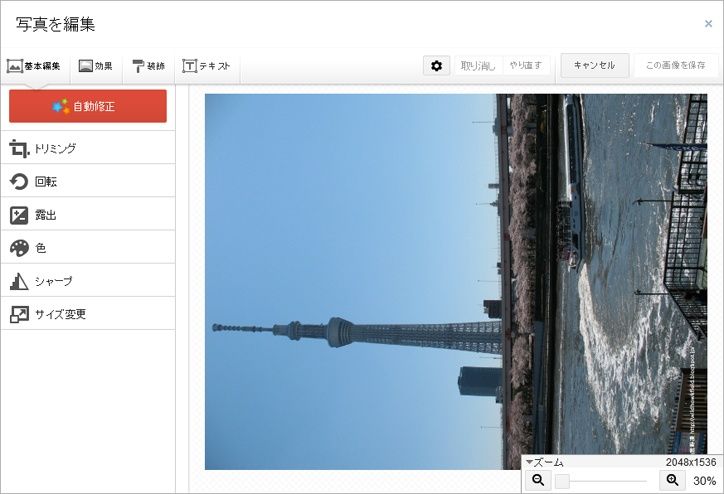 写真を編集
×
基本編集
効果
装飾
テキスト
取り消し
やり直す
キャンセル
この画像を保存
自動修正
トリミング
回転
露出
色
シャープ
サイズ変更
ズーム
2048x1536
30%